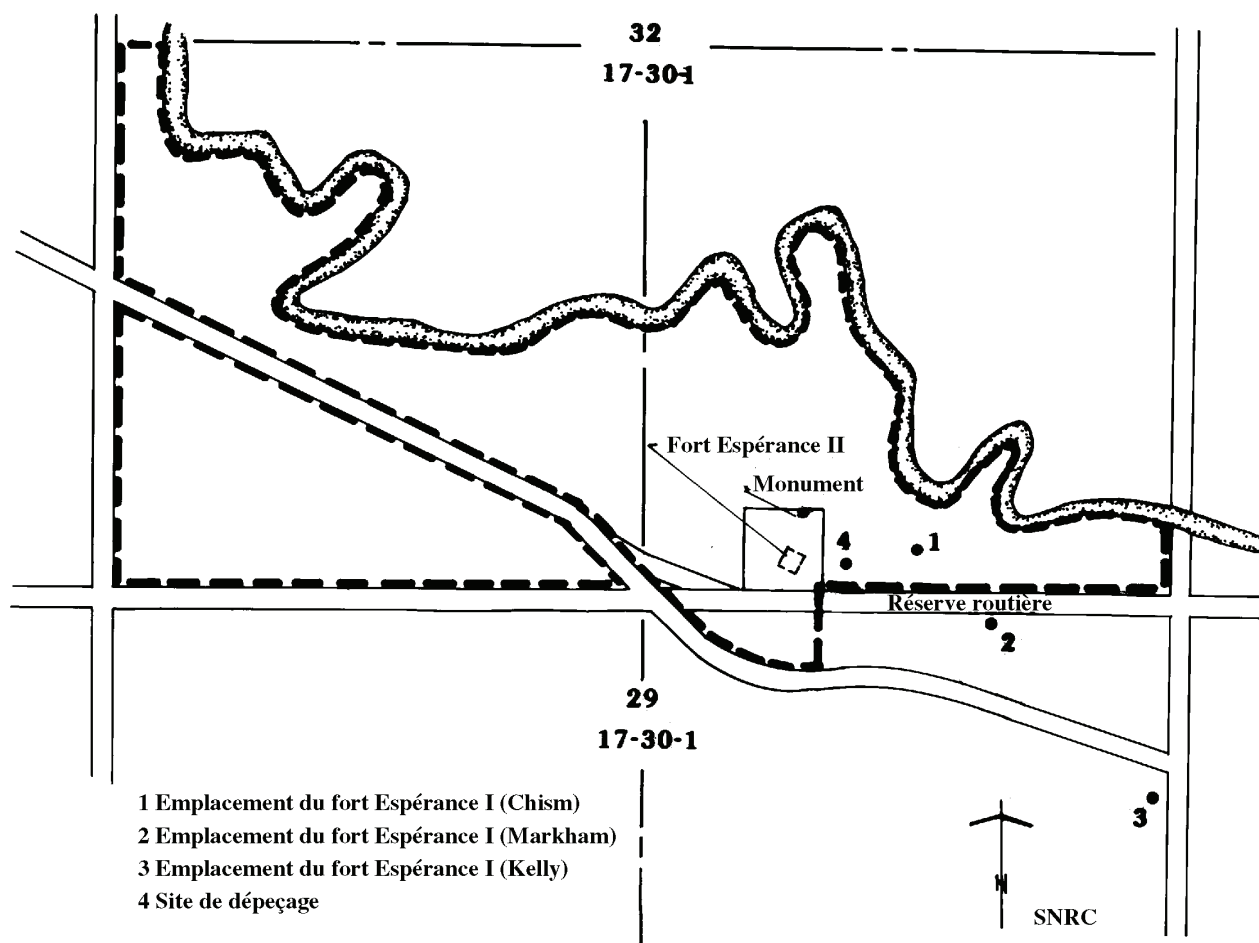 32
17-30-1
Fort Espérance II
Monument
4
1
Réserve routière
2
29
17-30-1
3
1 Emplacement du fort Espérance I (Chism)
2 Emplacement du fort Espérance I (Markham)
3 Emplacement du fort Espérance I (Kelly)
4 Site de dépeçage
N
SNRC